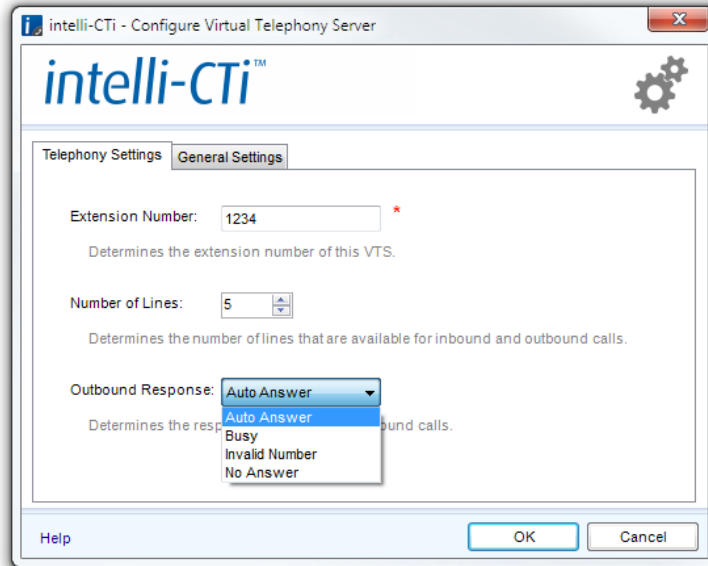 intelli-CTi - Configure Virtual Telephony Server
intelli-CTi™
Telephony Settings General Settings
Extension Number: 1234 *
Determines the extension number of this VTS.
Number of Lines: 5
Determines the number of lines that are available for inbound and outbound calls.
Outbound Response: Auto Answer
Auto Answer
Determines the calls.
Busy
Invalid Number
No Answer
Help OK Cancel